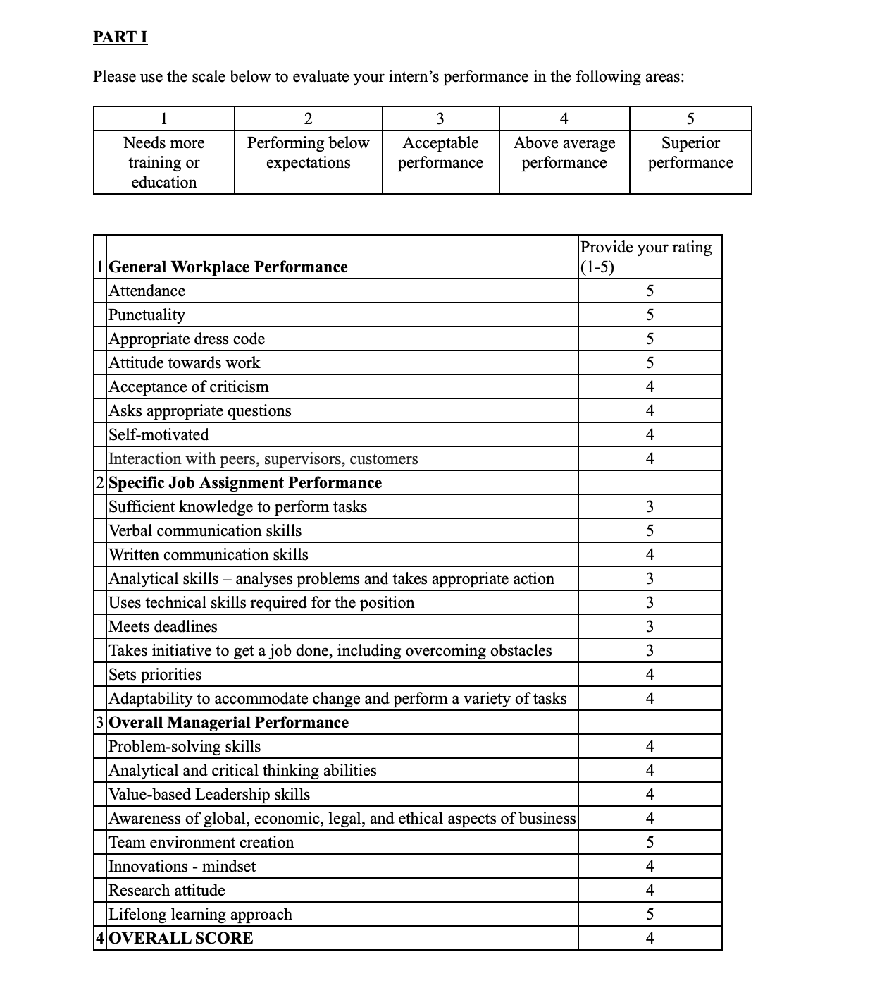 PART I
Please use the scale below to evaluate your intern’s performance in the following areas:
1 2 3 4 5
Needs more training or education Performing below expectations Acceptable performance Above average performance Superior performance
Provide your rating (1-5)
1 General Workplace Performance
Attendance 5
Punctuality 5
Appropriate dress code 5
Attitude towards work 5
Acceptance of criticism 4
Asks appropriate questions 4
Self-motivated 4
Interaction with peers, supervisors, customers 4
2 Specific Job Assignment Performance
Sufficient knowledge to perform tasks 3
Verbal communication skills 5
Written communication skills 4
Analytical skills – analyses problems and takes appropriate action 3
Uses technical skills required for the position 3
Meets deadlines 3
Takes initiative to get a job done, including overcoming obstacles 3
Sets priorities 4
Adaptability to accommodate change and perform a variety of tasks 4
3 Overall Managerial Performance
Problem-solving skills 4
Analytical and critical thinking abilities 4
Value-based Leadership skills 4
Awareness of global, economic, legal, and ethical aspects of business 4
Team environment creation 5
Innovations - mindset 4
Research attitude 4
Lifelong learning approach 5
4 OVERALL SCORE 4